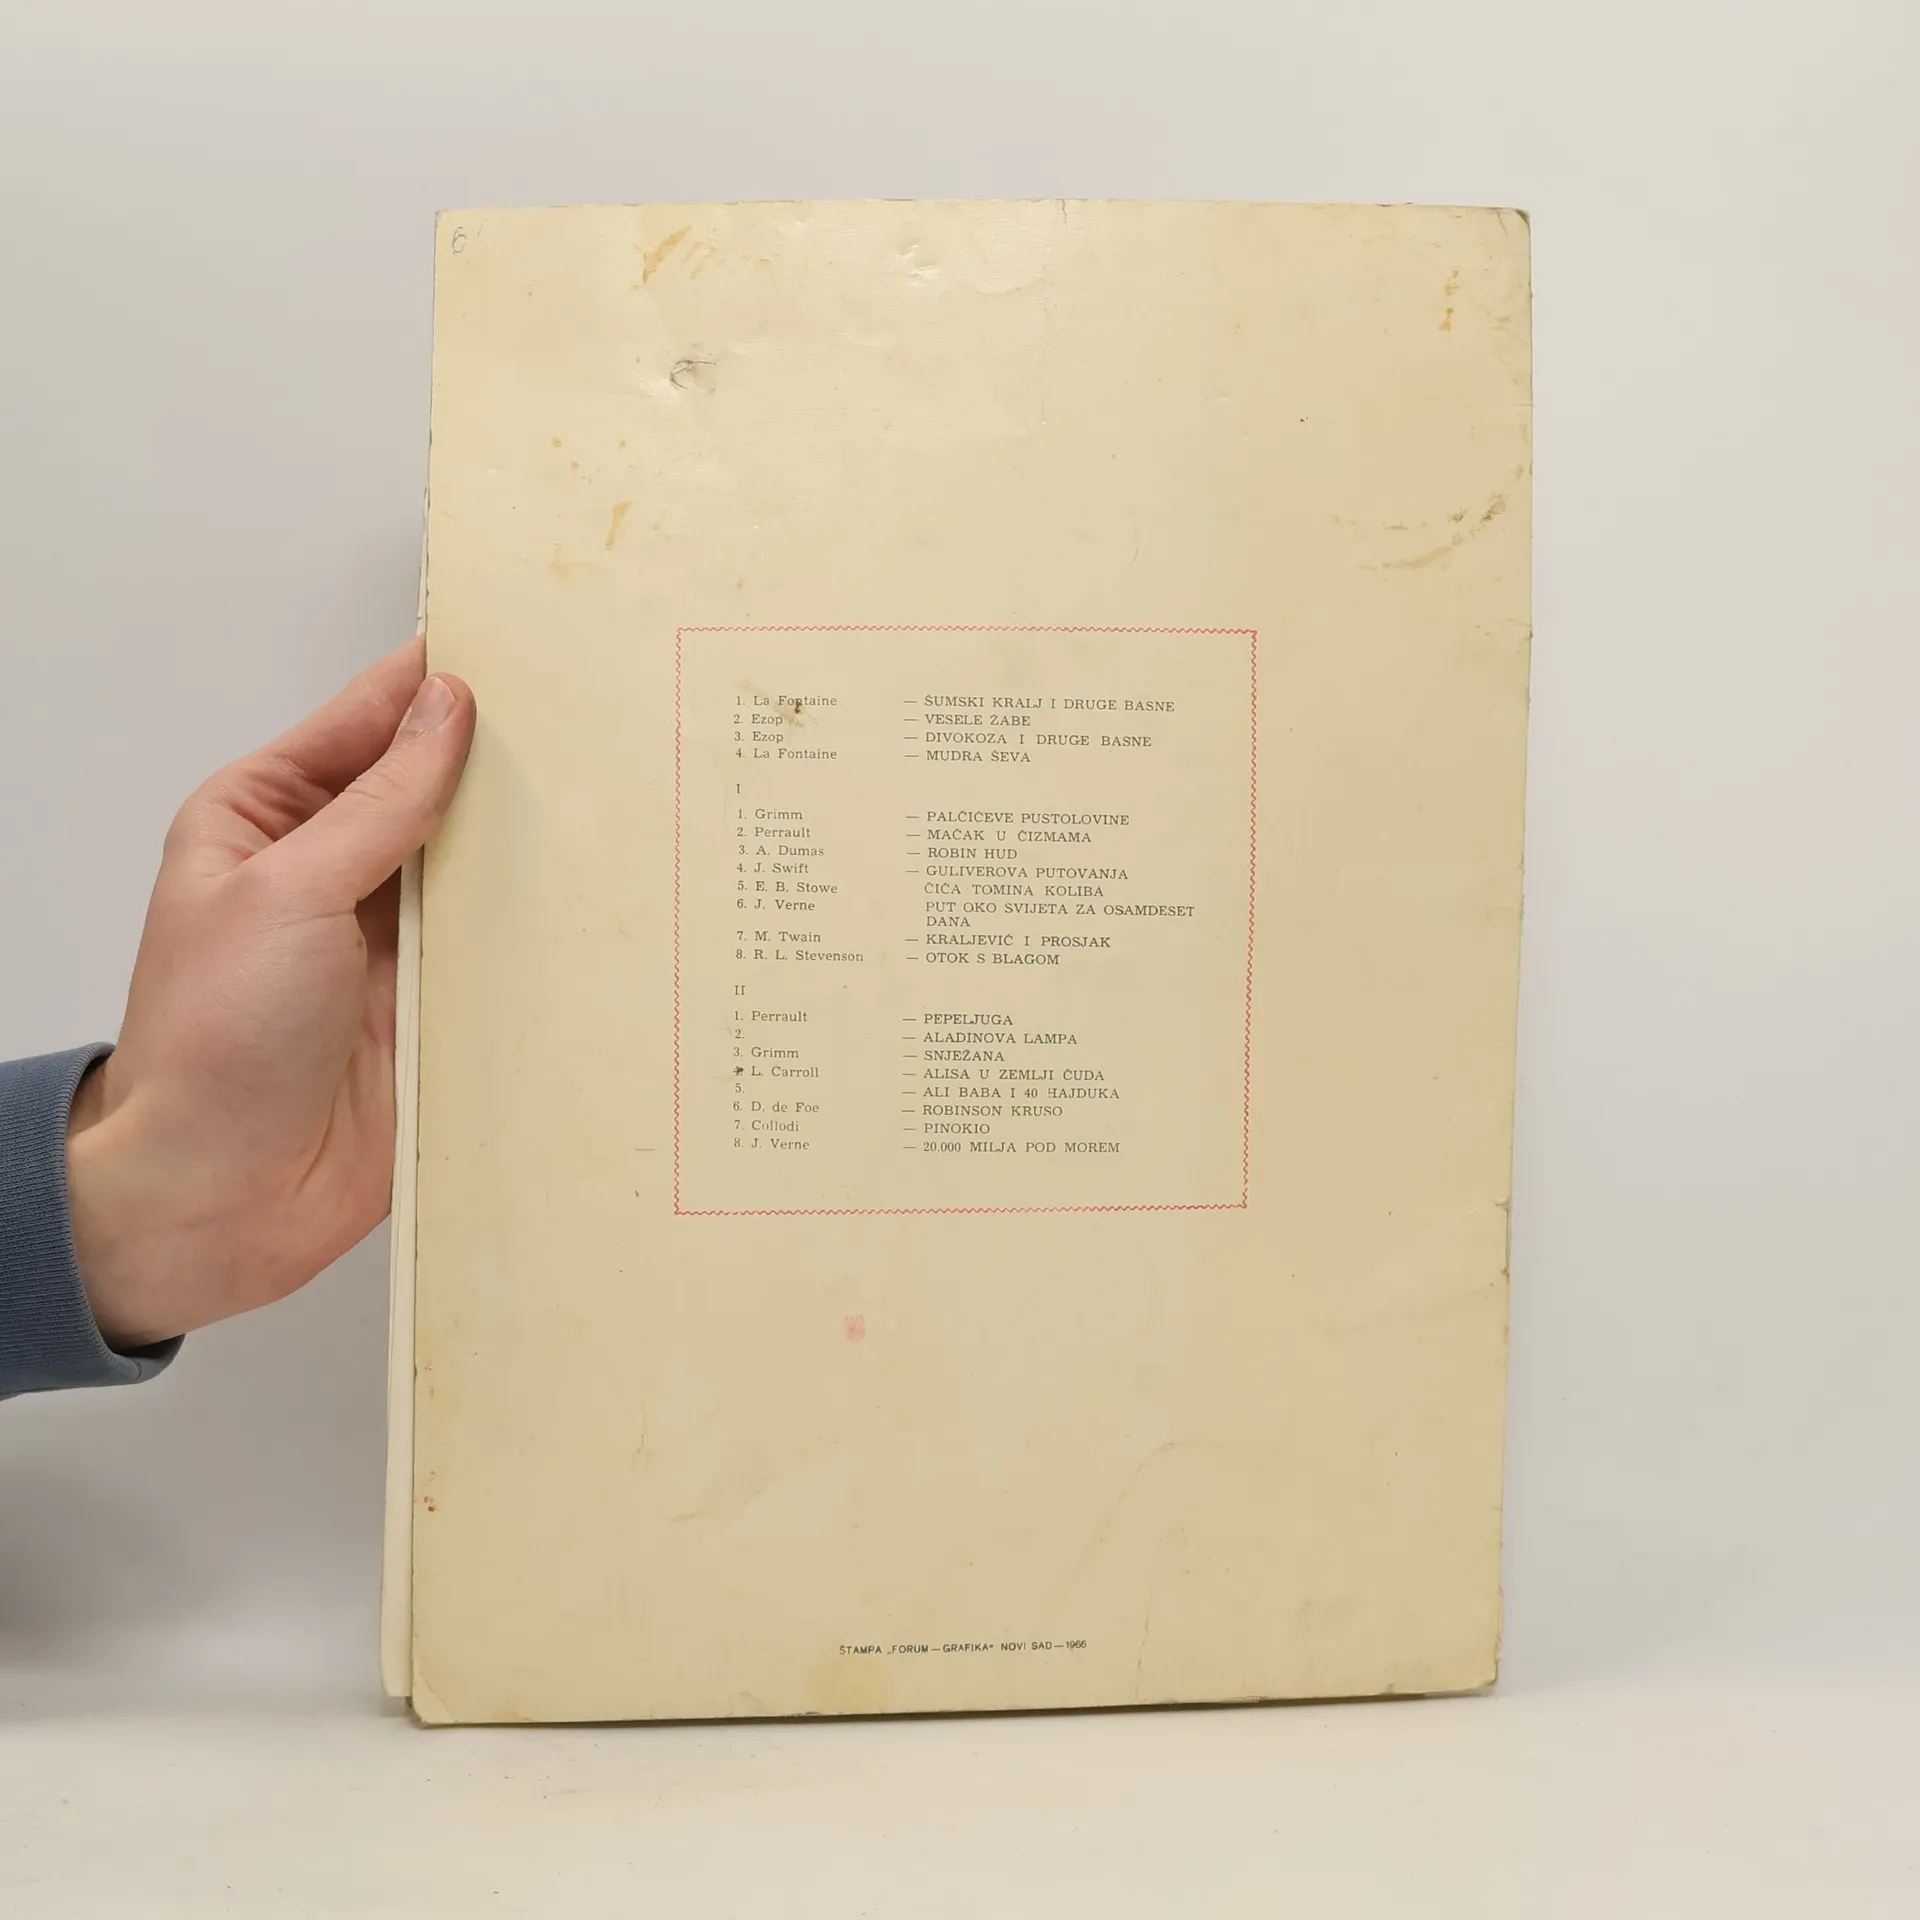 6
1. La Fontaine — ŠUMSKI KRALJ I DRUGE BASNE
2. Ezop — VESELE ŽABE
3. Ezop — DIVOKOZA I DRUGE BASNE
4. La Fontaine — MUDRA ŠEVA
I
1. Grimm — PALČIĆEVE PUSTOLOVINE
2. Perrault — MAČAK U ČIZMAMA
3. A. Dumas — ROBIN HUD
4. J. Swift — GULIVEROVA PUTOVANJA
5. E. B. Stowe ČIČA TOMINA KOLIBA
6. J. Verne PUT OKO SVIJETA ZA OSAMDESET
DANA
7. M. Twain — KRALJEVIĆ I PROSJAK
8. R. L. Stevenson — OTOK S BLAGOM
II
1. Perrault — PEPELJUGA
2. — ALADINOVA LAMPA
3. Grimm — SNJEŽANA
4. L. Carroll — ALISA U ZEMLJI ČUDA
5. — ALI BABA I 40 HAJDUKA
6. D. de Foe — ROBINSON KRUSO
7. Collodi — PINOKIO
8. J. Verne — 20.000 MILJA POD MOREM
ŠTAMPA „FORUM—GRAFIKA" NOVI SAD—1966